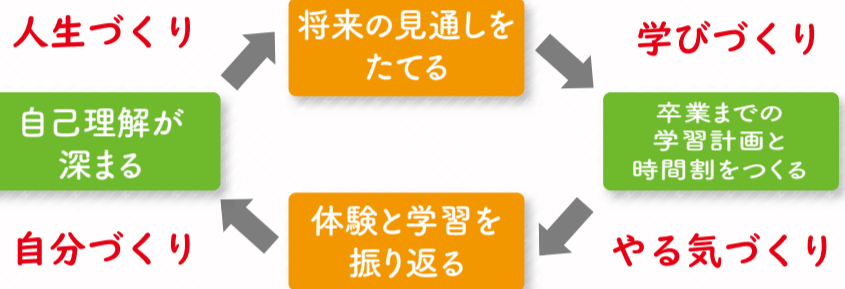 人生づくり
将来の見通しを
たてる
学びづくり
自己理解が
深まる
卒業までの
学習計画と
時間割をつくる
自分づくり
体験と学習を
振り返る
やる気づくり